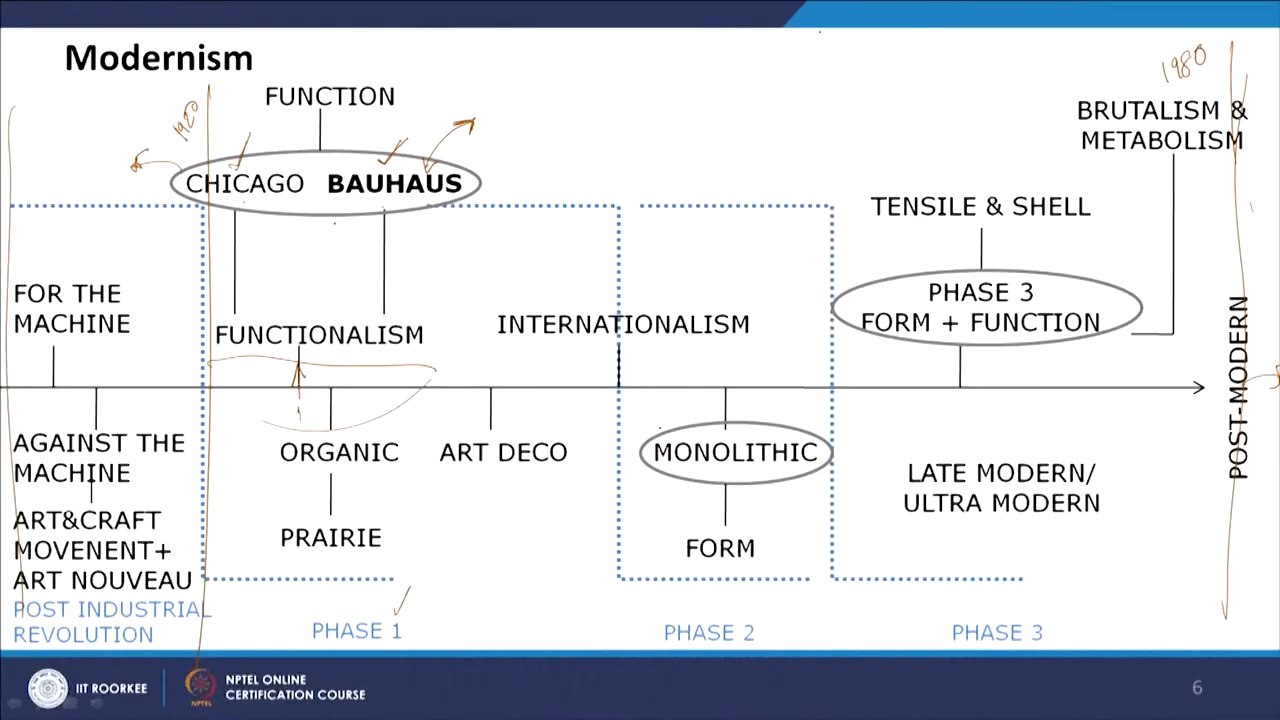 Modernism
FUNCTION
1920
1980
BRUTALISM &
METABOLISM
CHICAGO BAUHAUS
TENSILE & SHELL
FOR THE
MACHINE
FUNCTIONALISM
INTERNATIONALISM
PHASE 3
FORM + FUNCTION
POST-MODERN
AGAINST THE
MACHINE
ORGANIC
ART DECO
MONOLITHIC
LATE MODERN/
ULTRA MODERN
ART&CRAFT
MOVENENT+
ART NOUVEAU
PRAIRIE
FORM
POST INDUSTRIAL
REVOLUTION
PHASE 1
PHASE 2
PHASE 3
IIT ROORKEE
NPTEL
NPTEL ONLINE
CERTIFICATION COURSE
6